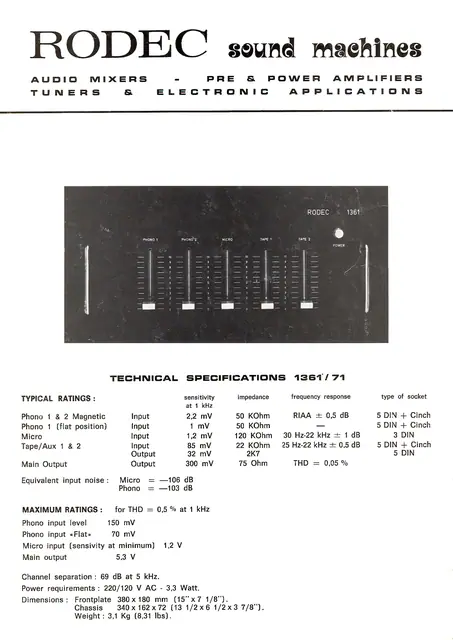 RODEC sound machines
AUDIO MIXERS - PRE & POWER AMPLIFIERS
TUNERS & ELECTRONIC APPLICATIONS
RODEC 1361
POWER
PHONO 1 PHONO 2 MICRO TAPE 1 TAPE 2
TECHNICAL SPECIFICATIONS 1361/71
TYPICAL RATINGS : sensitivity at 1 kHz impedance frequency response type of socket
Phono 1 & 2 Magnetic Input 2,2 mV 50 KOhm RIAA ± 0,5 dB 5 DIN + Cinch
Phono 1 (flat position) Input 1 mV 50 KOhm — 5 DIN + Cinch
Micro Input 1,2 mV 120 KOhm 30 Hz-22 kHz ± 1 dB 3 DIN
Tape/Aux 1 & 2 Input 85 mV 22 KOhm 25 Hz-22 kHz ± 0,5 dB 5 DIN + Cinch
Output 32 mV 2K7 5 DIN
Main Output Output 300 mV 75 Ohm THD = 0,05 %
Equivalent input noise : Micro = —106 dB
Phono = —103 dB
MAXIMUM RATINGS : for THD = 0,5 % at 1 kHz
Phono input level 150 mV
Phono input «Flat» 70 mV
Micro input (sensivity at minimum) 1,2 V
Main output 5,3 V
Channel separation : 69 dB at 5 kHz.
Power requirements : 220/120 V AC - 3,3 Watt.
Dimensions : Frontplate 380 x 180 mm (15" x 7 1/8").
Chassis 340 x 162 x 72 (13 1/2 x 6 1/2 x 3 7/8").
Weight : 3,1 Kg (8,31 lbs).